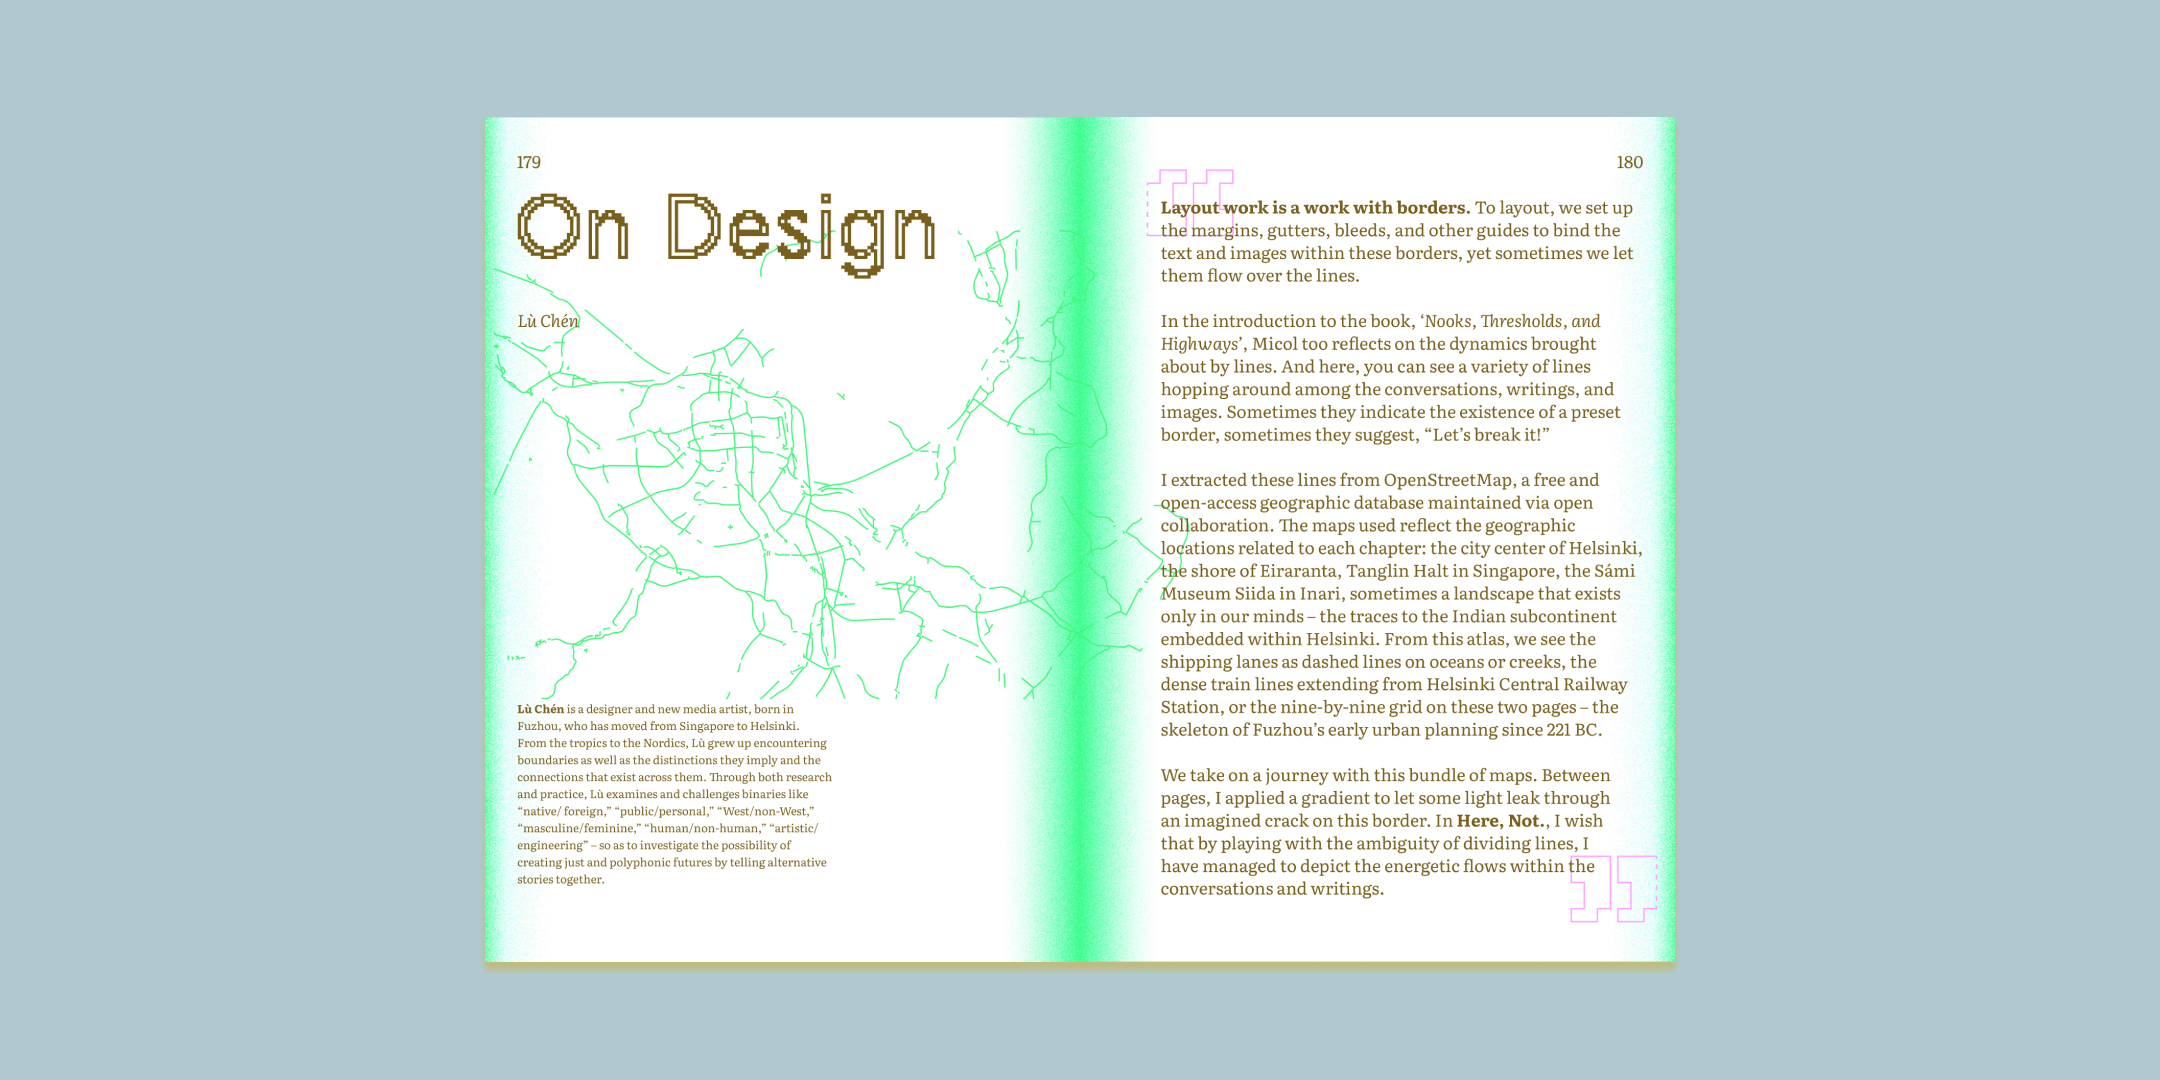 179
On Design
Lù Chén
Lù Chén is a designer and new media artist, born in
Fuzhou, who has moved from Singapore to Helsinki.
From the tropics to the Nordics, Lù grew up encountering
boundaries as well as the distinctions they imply and the
connections that exist across them. Through both research
and practice, Lù examines and challenges binaries like
“native/ foreign,” “public/personal,” “West/non-West,”
“masculine/feminine,” “human/non-human,” “artistic/
engineering” – so as to investigate the possibility of
creating just and polyphonic futures by telling alternative
stories together.
180
Layout work is a work with borders. To layout, we set up
the margins, gutters, bleeds, and other guides to bind the
text and images within these borders, yet sometimes we let
them flow over the lines.
In the introduction to the book, ‘Nooks, Thresholds, and
Highways’, Micol too reflects on the dynamics brought
about by lines. And here, you can see a variety of lines
hopping around among the conversations, writings, and
images. Sometimes they indicate the existence of a preset
border, sometimes they suggest, “Let’s break it!”
I extracted these lines from OpenStreetMap, a free and
open-access geographic database maintained via open
collaboration. The maps used reflect the geographic
locations related to each chapter: the city center of Helsinki,
the shore of Eiraranta, Tanglin Halt in Singapore, the Sámi
Museum Siida in Inari, sometimes a landscape that exists
only in our minds – the traces to the Indian subcontinent
embedded within Helsinki. From this atlas, we see the
shipping lanes as dashed lines on oceans or creeks, the
dense train lines extending from Helsinki Central Railway
Station, or the nine-by-nine grid on these two pages – the
skeleton of Fuzhou’s early urban planning since 221 BC.
We take on a journey with this bundle of maps. Between
pages, I applied a gradient to let some light leak through
an imagined crack on this border. In Here, Not., I wish
that by playing with the ambiguity of dividing lines, I
have managed to depict the energetic flows within the
conversations and writings.